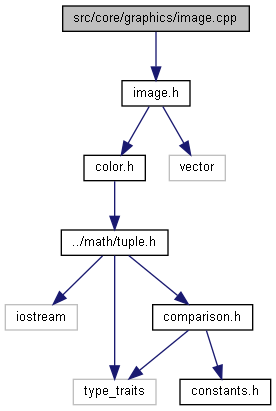 src/core/graphics/image.cpp
image.h
color.h
vector
../math/tuple.h
iostream
comparison.h
type_traits
constants.h